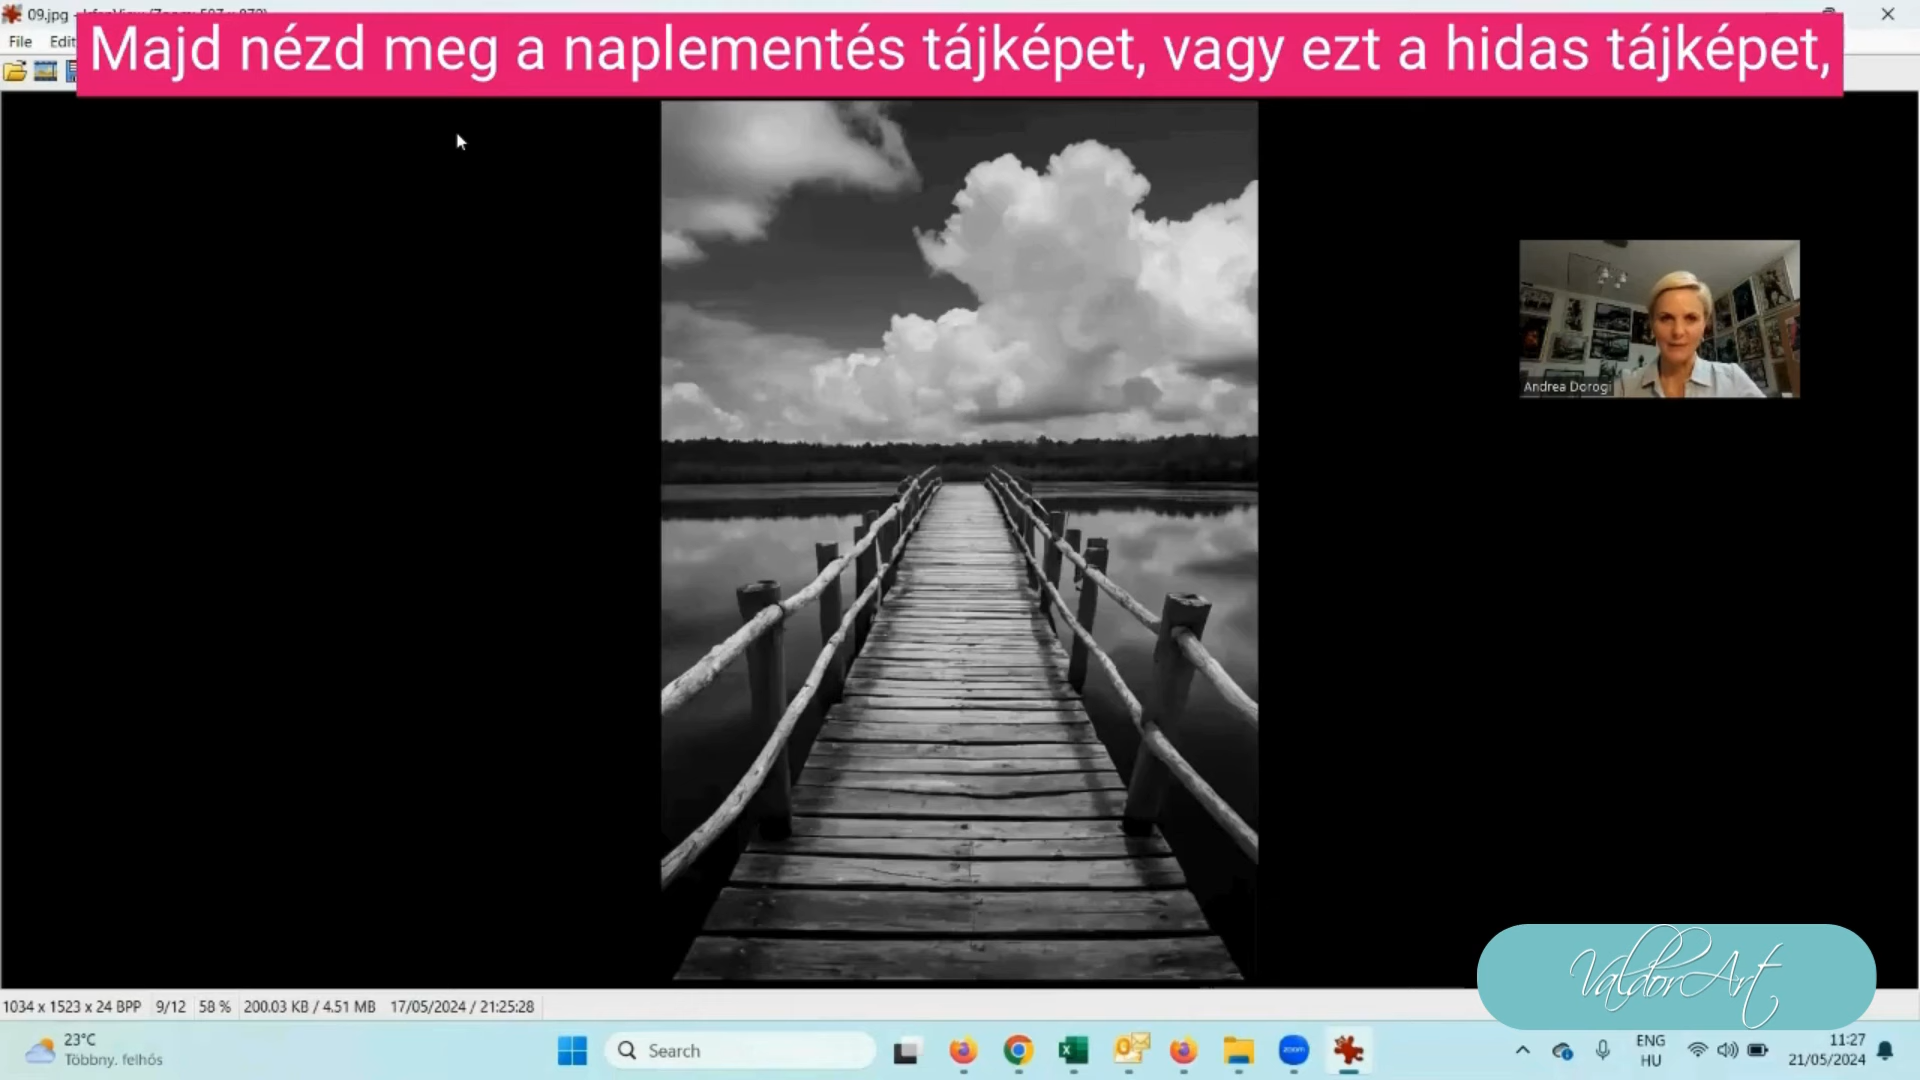 09.jpg
Majd nézd meg a naplementés tájképet, vagy ezt a hidas tájképet,
File Edit
Andrea Dorogi
ValdorArt
1034 x 1523 x 24 BPP 9/12 58 % 200.03 KB / 4.51 MB 17/05/2024 / 21:25:28
23°C
Többny. felhós
Search
zoom
ENG
HU
11:27
21/05/2024